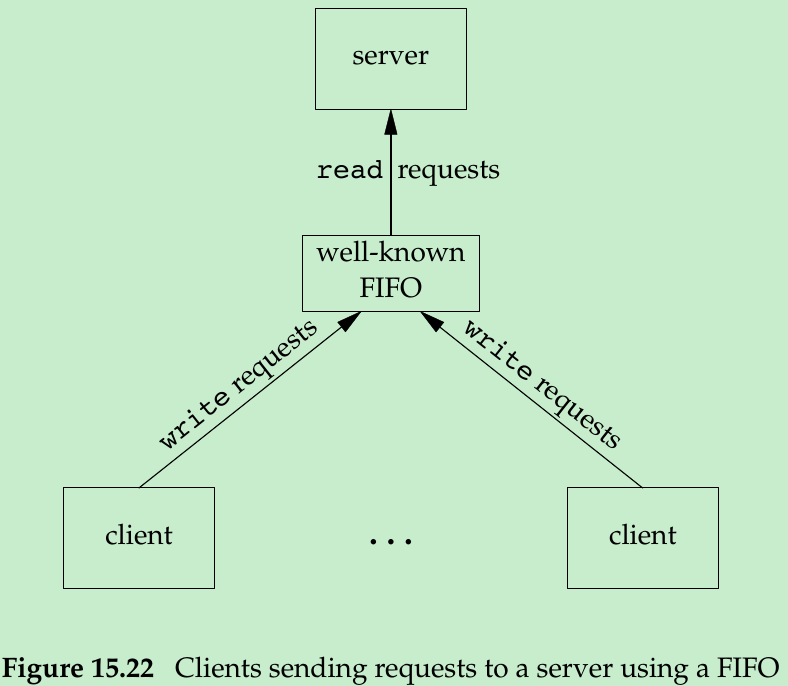 server
read requests
well-known
FIFO
write requests
write requests
client
...
client
Figure 15.22 Clients sending requests to a server using a FIFO